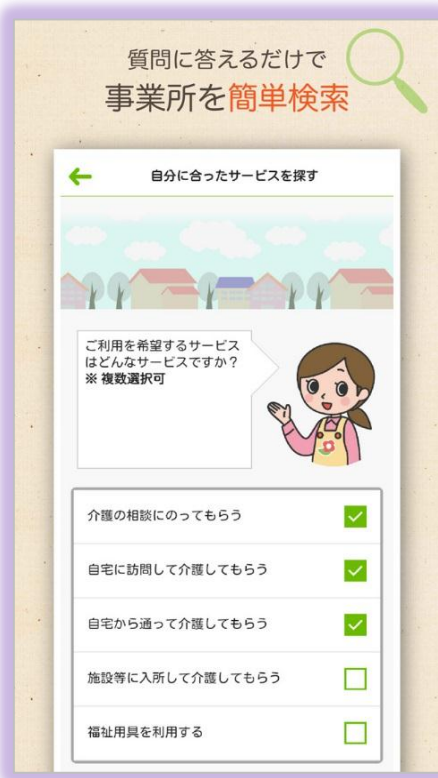 質問に答えるだけで
事業所を簡単検索
自分に合ったサービスを探す
ご利用を希望するサービス
はどんなサービスですか？
※ 複数選択可
介護の相談にのってもらう
自宅に訪問して介護してもらう
自宅から通って介護してもらう
施設等に入所して介護してもらう
福祉用具を利用する